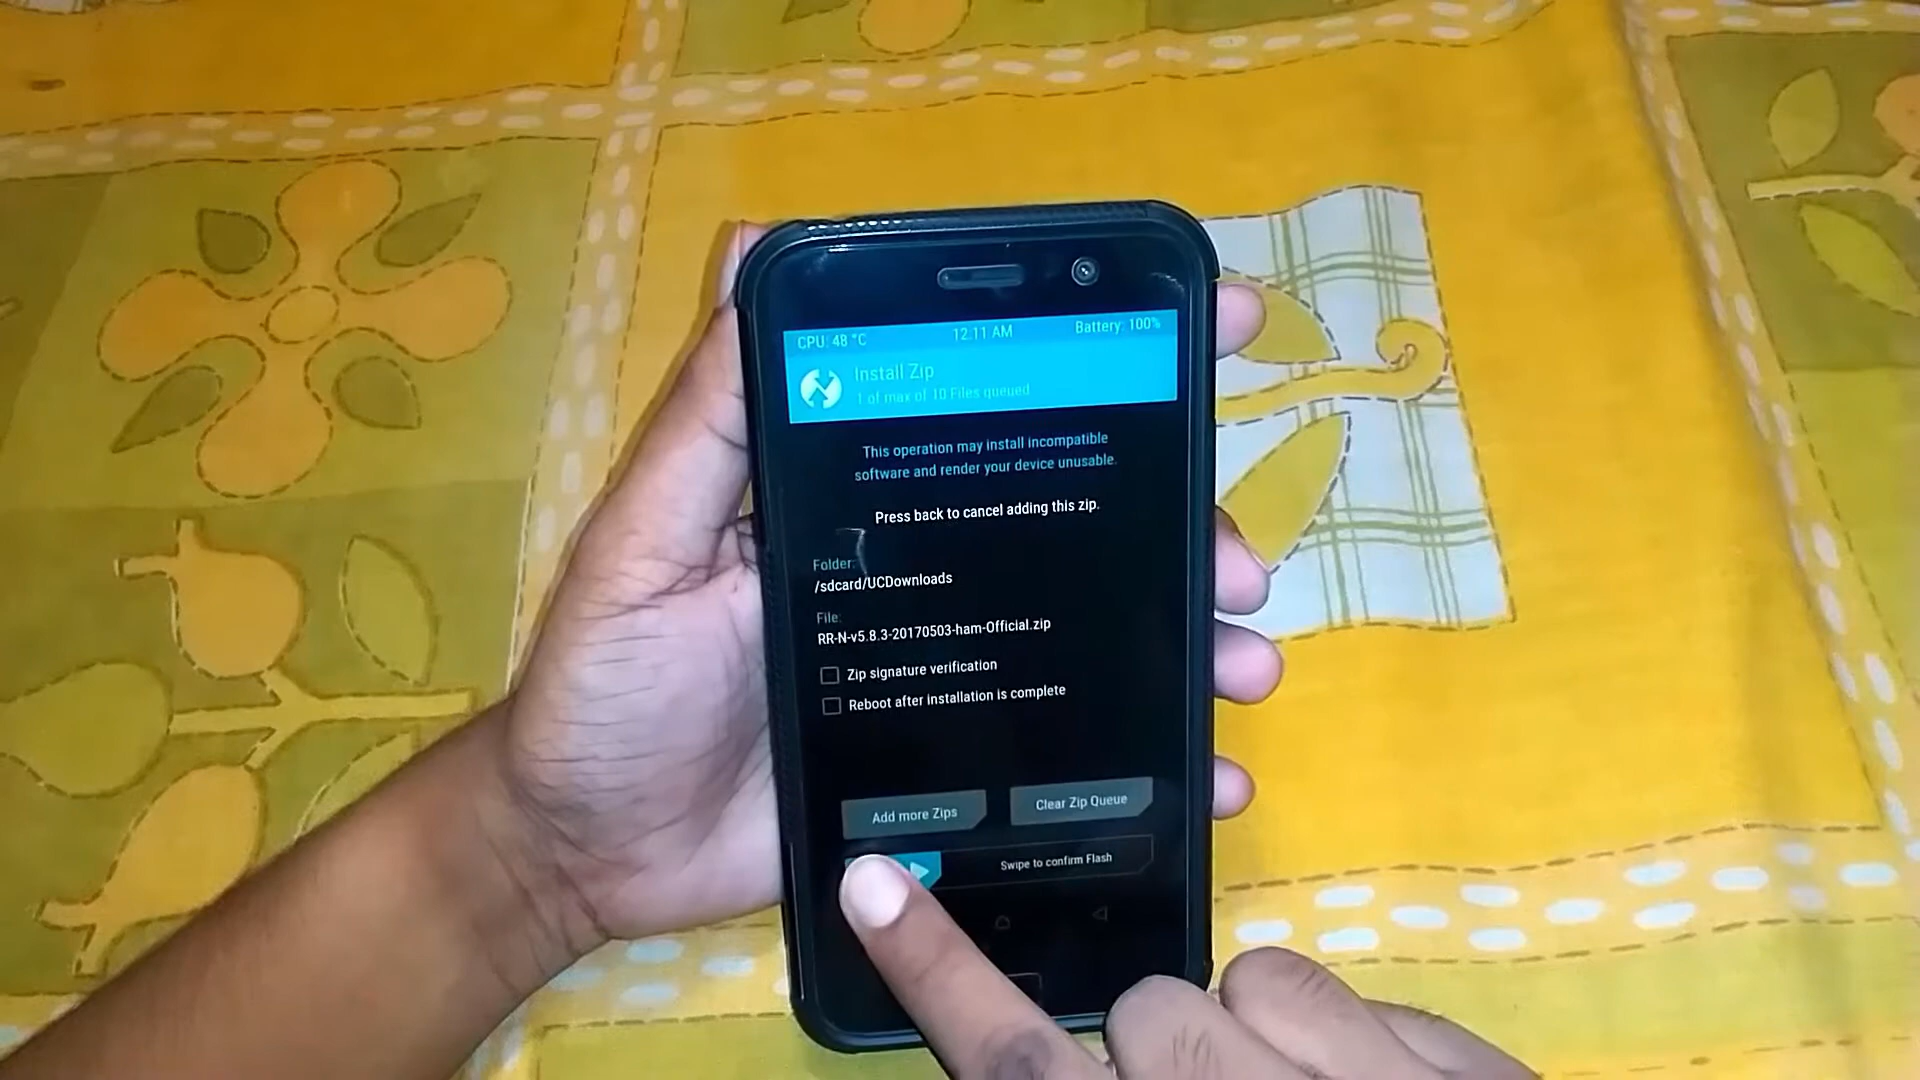 CPU: 48 °C 12:11 AM Battery: 100%
Install Zip
1 of max of 10 Files queued
This operation may install incompatible
software and render your device unusable.
Press back to cancel adding this zip.
Folder:
/sdcard/UCDownloads
File:
RR-N-v5.8.3-20170503-ham-Official.zip
Zip signature verification
Reboot after installation is complete
Add more Zips Clear Zip Queue
Swipe to confirm Flash